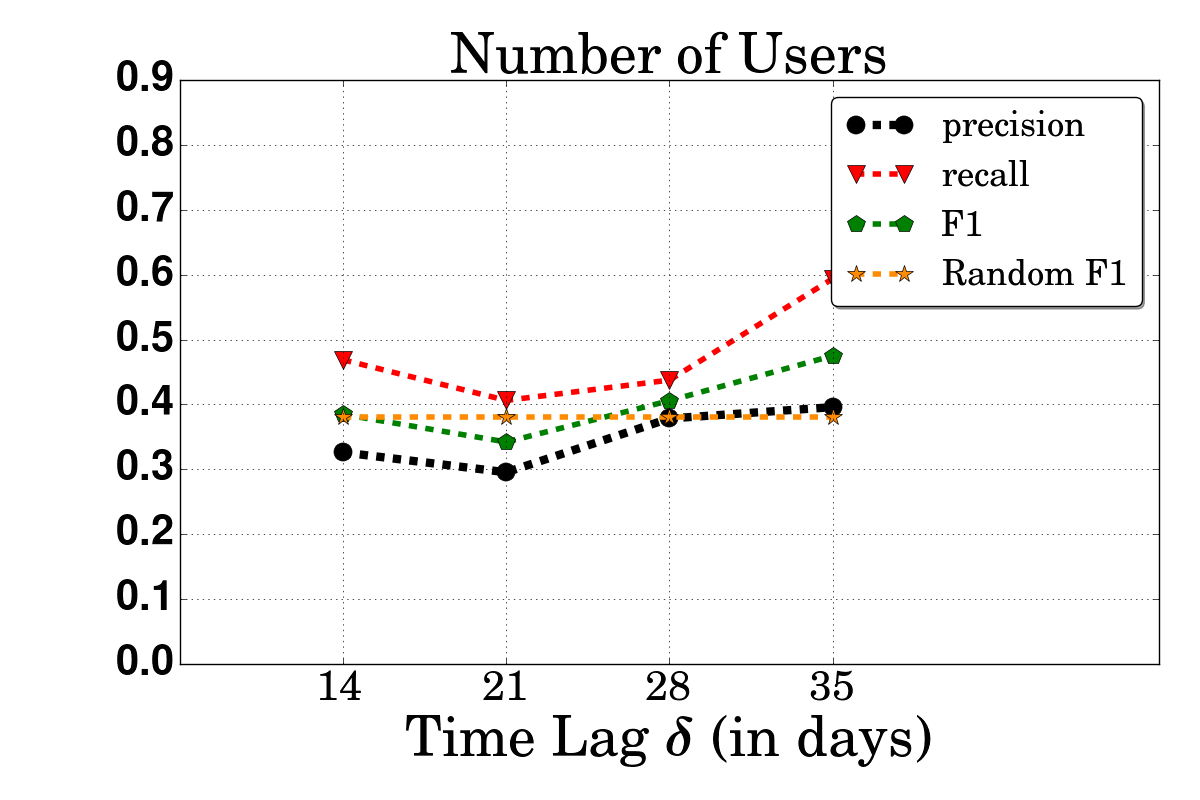 Number of Users
0.9
0.8
0.7
0.6
0.5
0.4
0.3
0.2
0.1
0.0
precision
recall
F1
Random F1
14 21 28 35
Time Lag δ (in days)